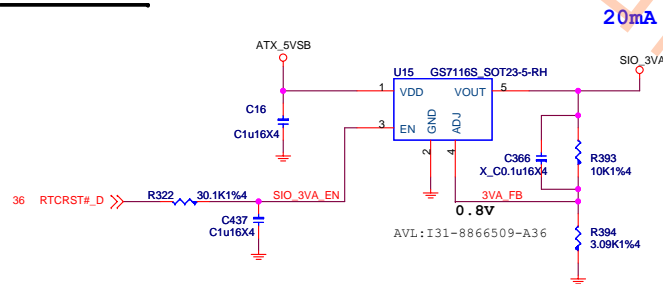 20mA
ATX_5VSB
SIO_3VA
U15 GS7116S_SOT23-5-RH
1 VDD VOUT 5
C16
C1u16X4
3 EN GND ADJ
2 4
C366
X_C0.1u16X4
R393
10K1%4
36 RTCRST#_D R322 30.1K1%4 SIO_3VA_EN
3VA_FB
0.8V
C437
C1u16X4
AVL:I31-8866509-A36
R394
3.09K1%4